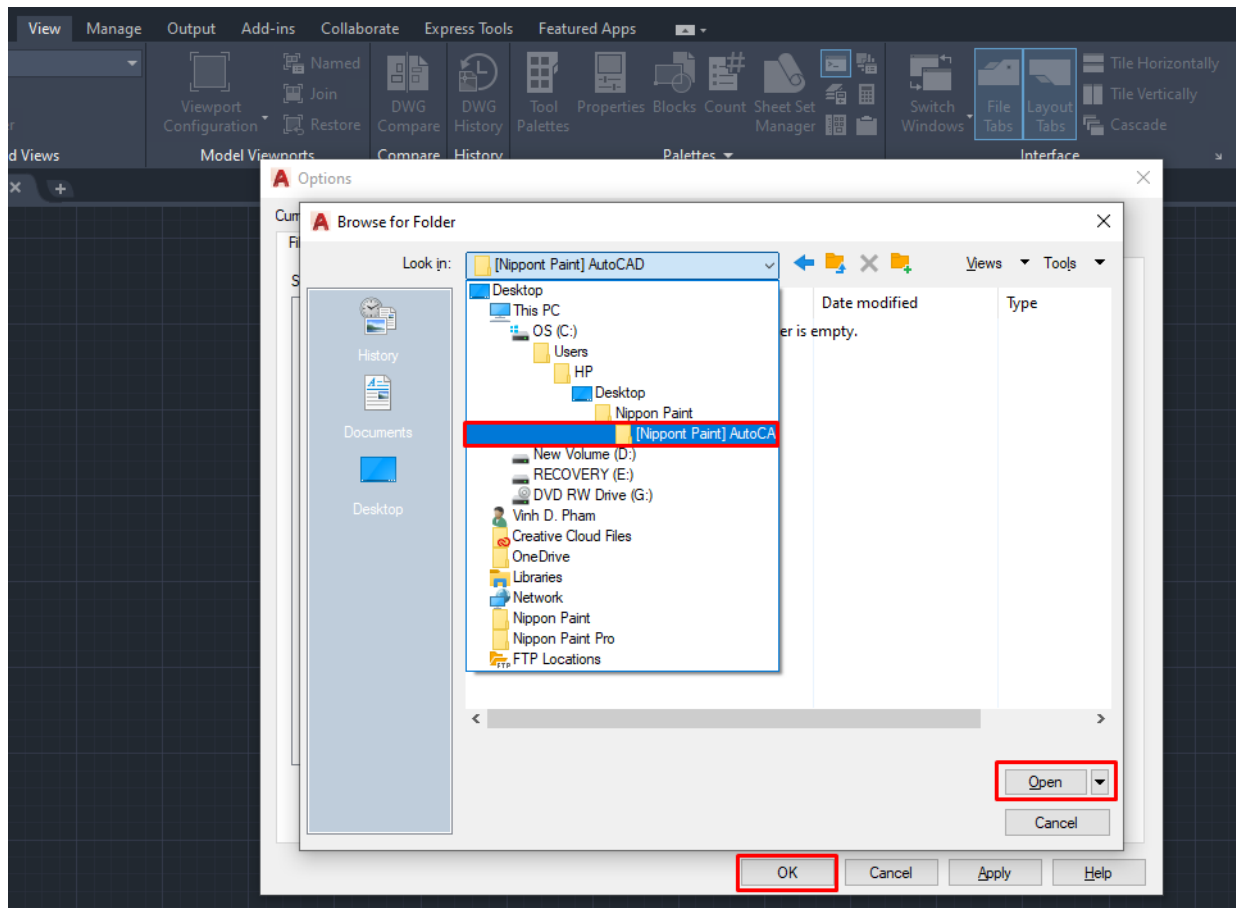 View Manage Output Add-ins Collaborate Express Tools Featured Apps
Named
Join
Restore
Viewport
Configuration
DWG
Compare
DWG
History
Tool
Palettes
Properties Blocks Count Sheet Set
Manager
Switch
Windows
File
Tabs
Layout
Tabs
Tile Horizontally
Tile Vertically
Cascade
d Views Model Viewports Compare History Palettes Interface
A Options
Curr
A Browse for Folder
Fi
Look in: [Nippont Paint] AutoCAD Views Tools
S
History
Documents
Desktop
Desktop
This PC
OS (C:)
Users
HP
Desktop
Nippon Paint
[Nippont Paint] AutoCA
New Volume (D:)
RECOVERY (E:)
DVD RW Drive (G:)
Vinh D. Pham
Creative Cloud Files
OneDrive
Libraries
Network
Nippon Paint
Nippon Paint Pro
FTP FTP Locations
Date modified Type
er is empty.
Open
Cancel
OK Cancel Apply Help